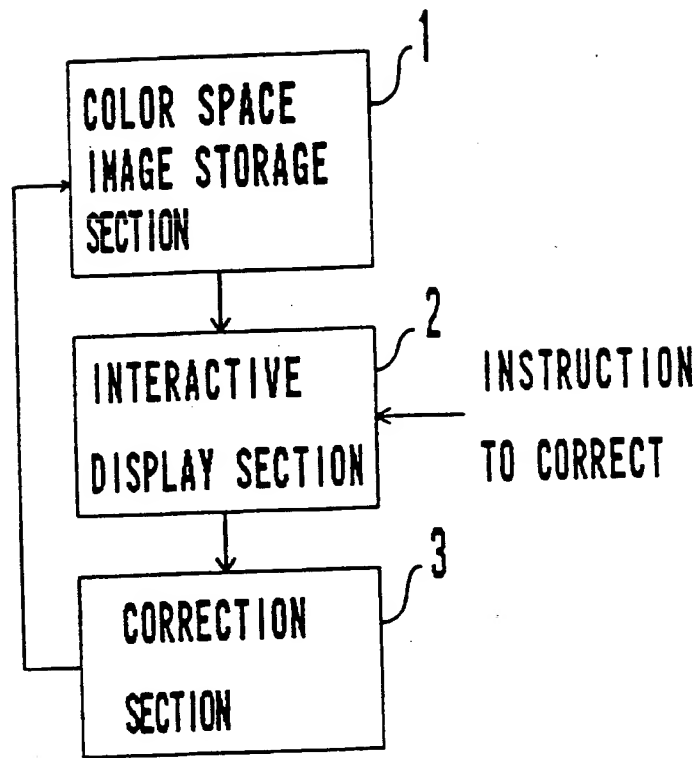 1
COLOR SPACE
IMAGE STORAGE
SECTION
2
INTERACTIVE
DISPLAY SECTION
INSTRUCTION
TO CORRECT
3
CORRECTION
SECTION